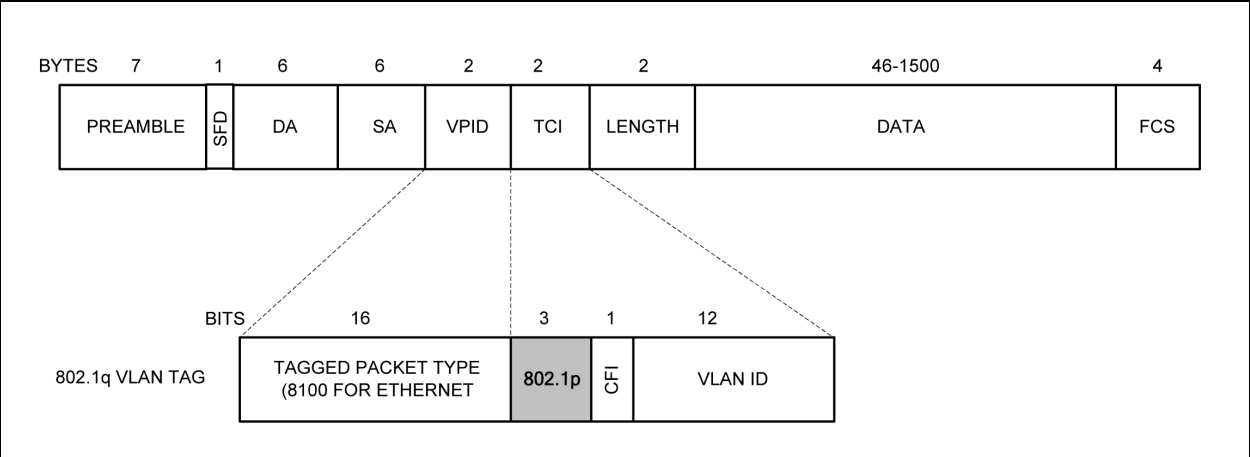 BYTES 7 1 6 6 2 2 2 46-1500 4
PREAMBLE SFD DA SA VPID TCI LENGTH DATA FCS
BITS 16 3 1 12
802.1q VLAN TAG TAGGED PACKET TYPE 802.1p CFI VLAN ID
(8100 FOR ETHERNET